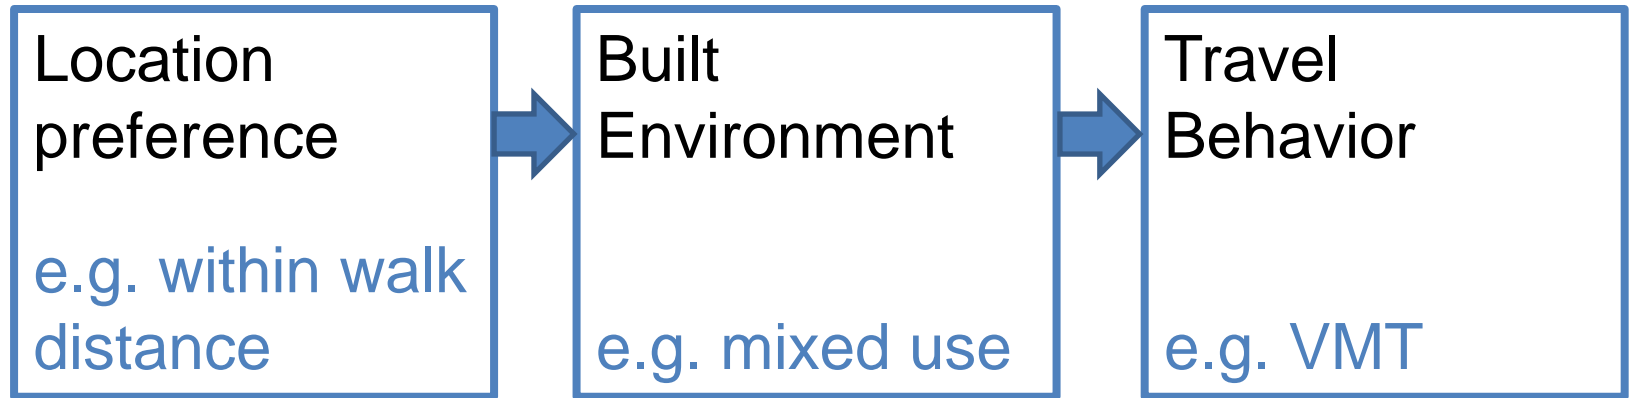 Location
preference
e.g. within walk
distance
Built
Environment
e.g. mixed use
Travel
Behavior
e.g. VMT